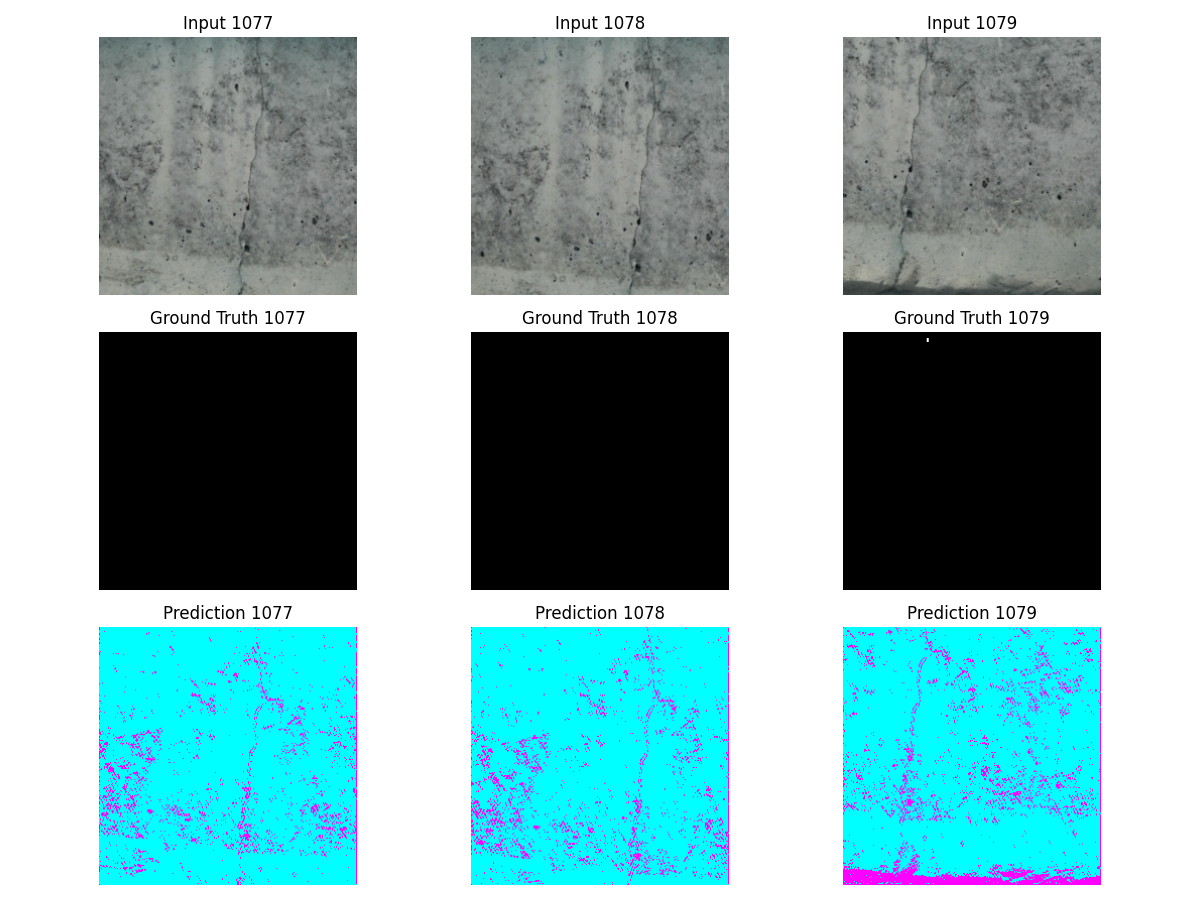 Input 1077
Input 1078
Input 1079
Ground Truth 1077
Ground Truth 1078
Ground Truth 1079
Prediction 1077
Prediction 1078
Prediction 1079